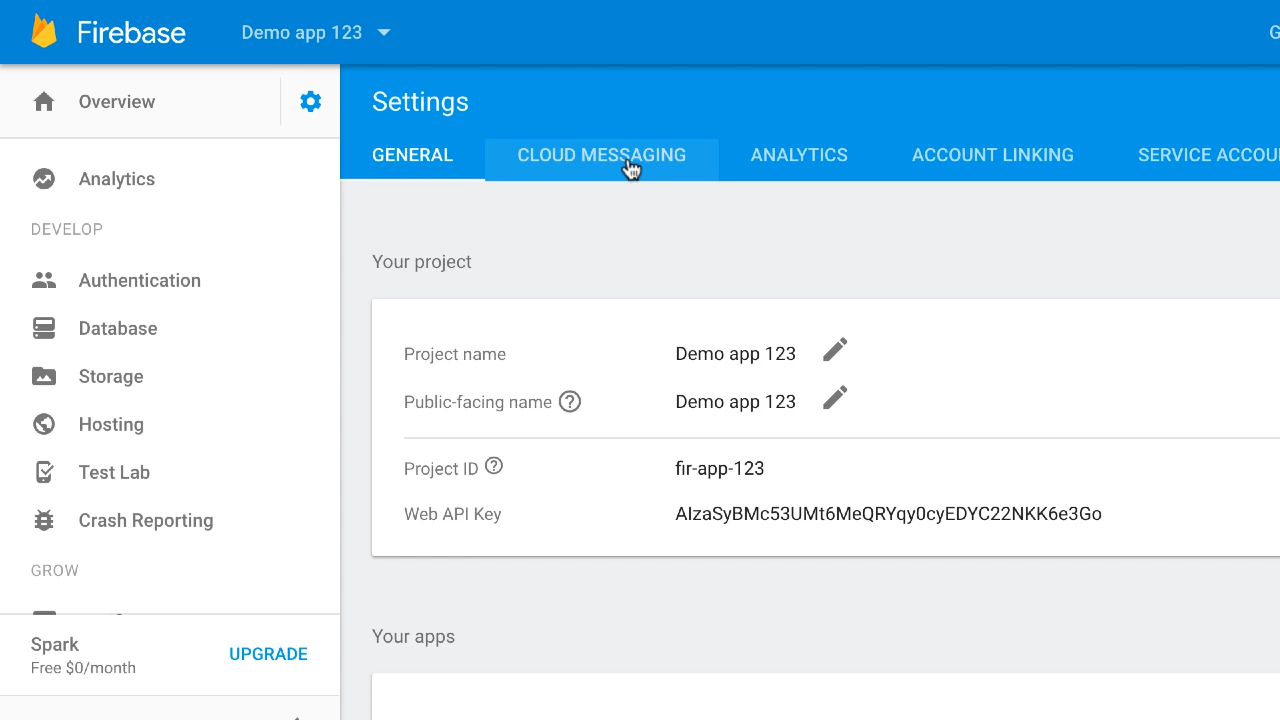 Firebase
Demo app 123
G
Overview
Settings
GENERAL CLOUD MESSAGING ANALYTICS ACCOUNT LINKING SERVICE ACCOU
Analytics
DEVELOP
Authentication
Database
Storage
Hosting
Test Lab
Crash Reporting
GROW
Spark
Free $0/month
UPGRADE
Your project
Project name Demo app 123
Public-facing name Demo app 123
Project ID fir-app-123
Web API Key AIzaSyBMc53UMt6MeQRYqy0cyEDYC22NKK6e3Go
Your apps